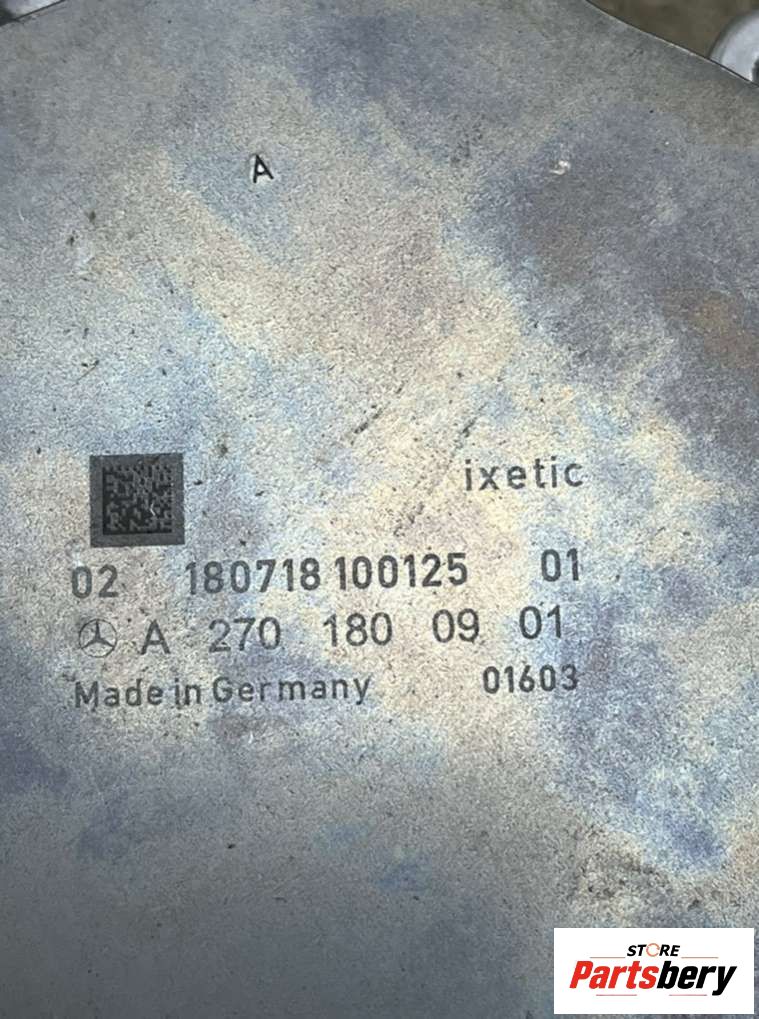 A
ixetic
02 180718 100125 01
A 270 180 09 01
Made in Germany 01603
STORE
Partsbery